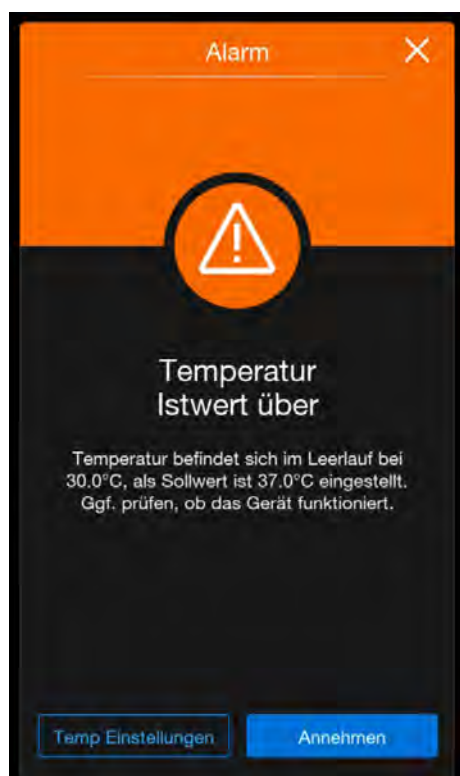 Alarm
Temperatur
Istwert über
Temperatur befindet sich im Leerlauf bei
30.0°C, als Sollwert ist 37.0°C eingestellt.
Ggf. prüfen, ob das Gerät funktioniert.
Temp Einstellungen
Annehmen